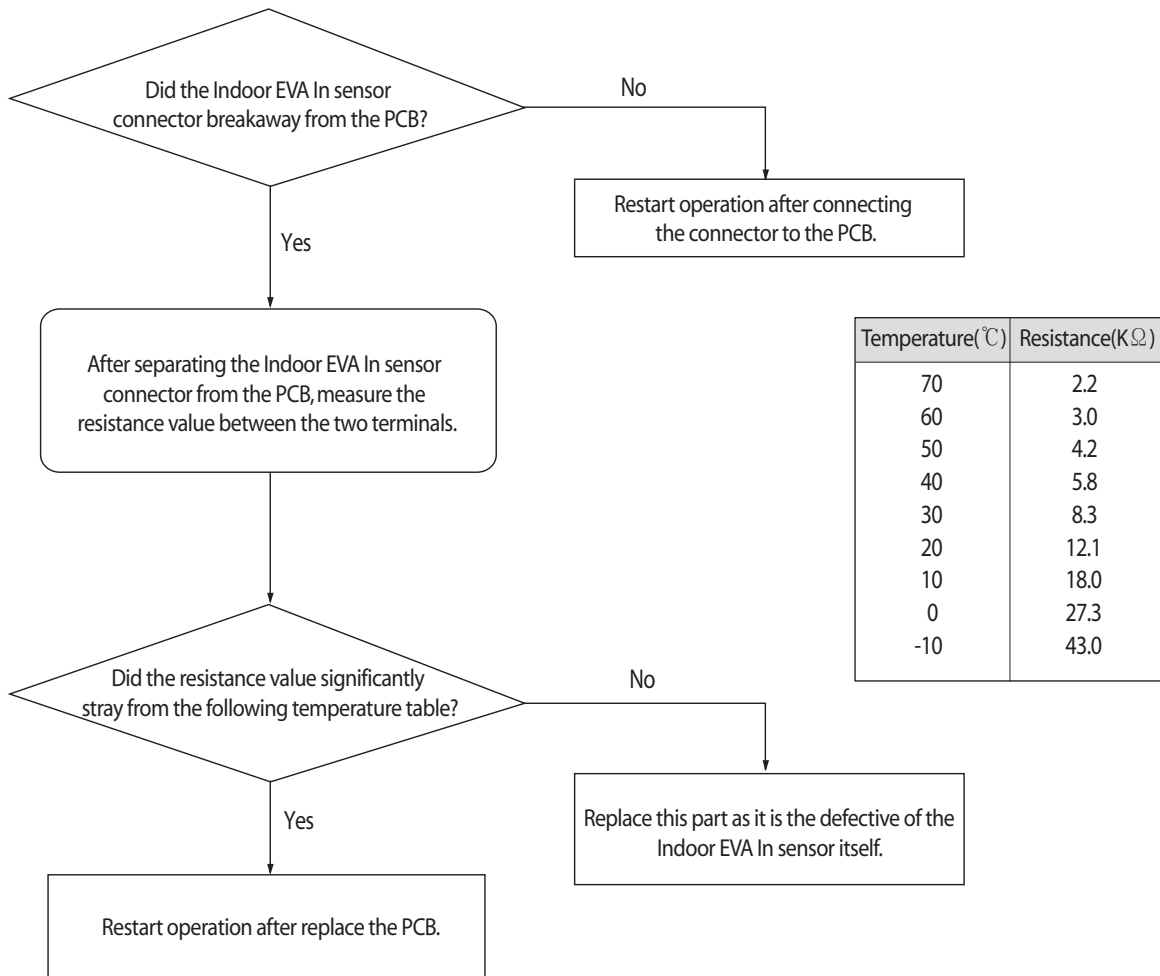 Did the Indoor EVA In sensor
connector breakaway from the PCB?
No
Restart operation after connecting
the connector to the PCB.
Yes
After separating the Indoor EVA In sensor
connector from the PCB, measure the
resistance value between the two terminals.
Temperature(℃) Resistance(KΩ)
70 2.2
60 3.0
50 4.2
40 5.8
30 8.3
20 12.1
10 18.0
0 27.3
-10 43.0
Did the resistance value significantly
stray from the following temperature table?
No
Replace this part as it is the defective of the
Indoor EVA In sensor itself.
Yes
Restart operation after replace the PCB.